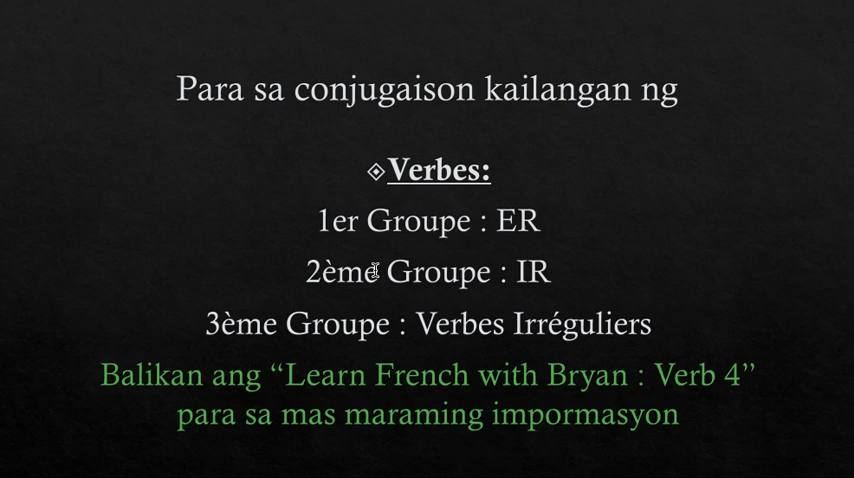 Para sa conjugaison kailangan ng
Verbes:
1er Groupe : ER
2ème Groupe : IR
3ème Groupe : Verbes Irréguliers
Balikan ang “Learn French with Bryan : Verb 4”
para sa mas maraming impormasyon